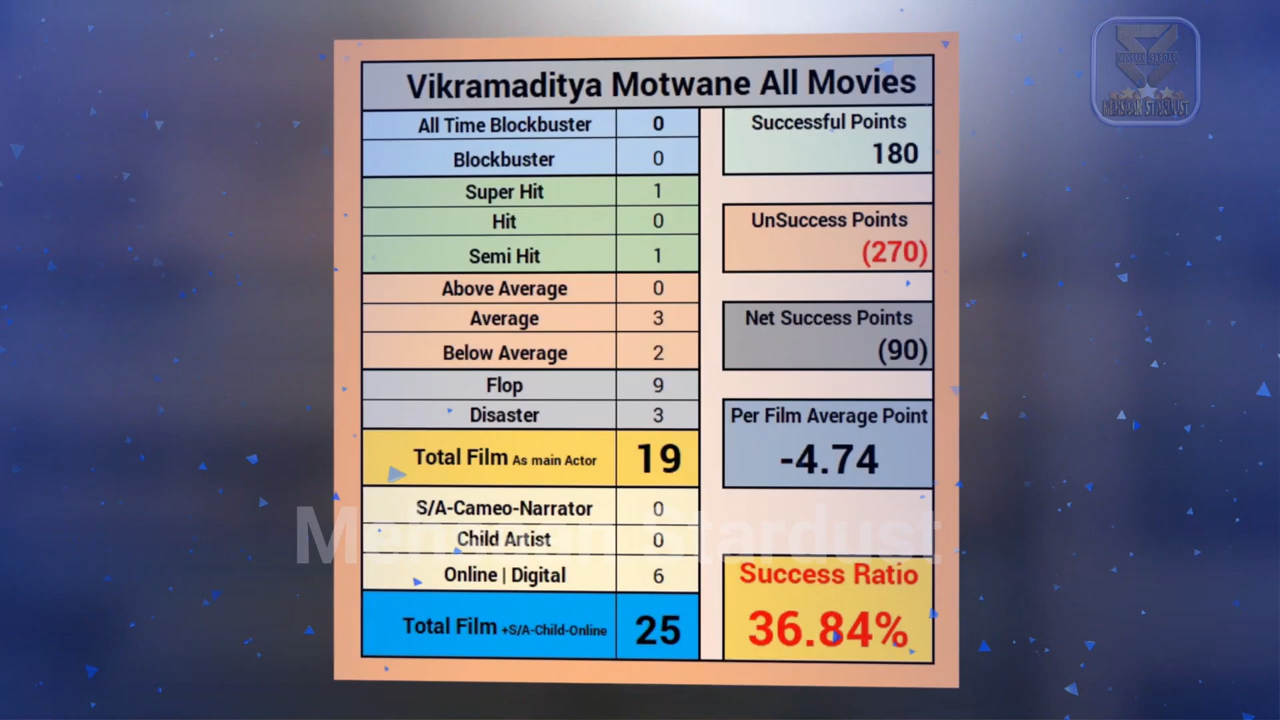 Vikramaditya Motwane All Movies
All Time Blockbuster 0
Blockbuster 0
Super Hit 1
Hit 0
Semi Hit 1
Above Average 0
Average 3
Below Average 2
Flop 9
Disaster 3
Total Film As main Actor 19
S/A-Cameo-Narrator 0
Child Artist 0
Online | Digital 6
Total Film +S/A-Child-Online 25
Successful Points
180
UnSuccess Points
(270)
Net Success Points
(90)
Per Film Average Point
-4.74
Success Ratio
36.84%
Stardust